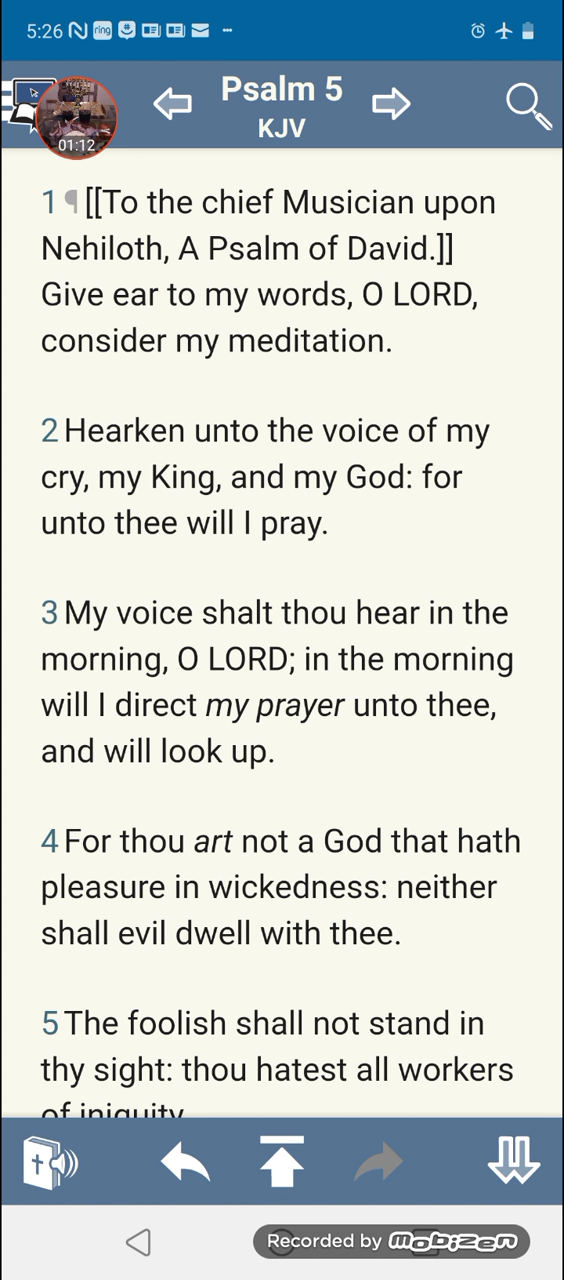 5:26 ring
Psalm 5
KJV
01:12
1 ¶ [[To the chief Musician upon
Nehiloth, A Psalm of David.]]
Give ear to my words, O LORD,
consider my meditation.
2 Hearken unto the voice of my
cry, my King, and my God: for
unto thee will I pray.
3 My voice shalt thou hear in the
morning, O LORD; in the morning
will I direct my prayer unto thee,
and will look up.
4 For thou art not a God that hath
pleasure in wickedness: neither
shall evil dwell with thee.
5 The foolish shall not stand in
thy sight: thou hatest all workers
of iniquity
Recorded by mobizen